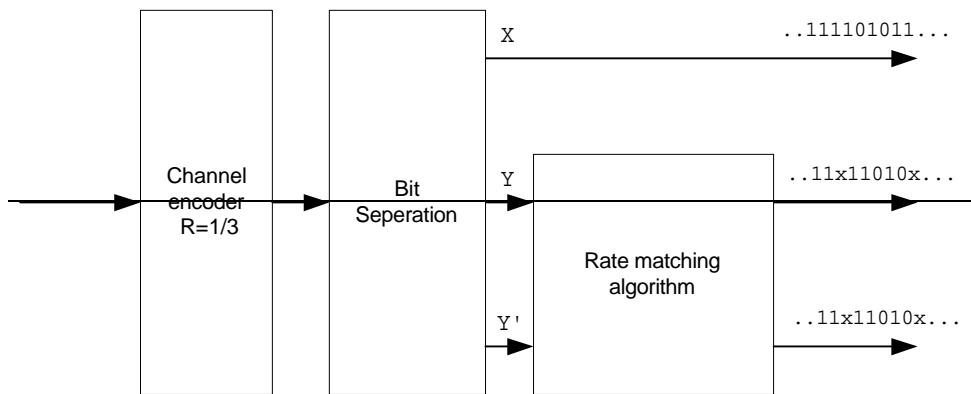 X
..111101011...
Channel
encoder
R=1/3
Bit
Seperation
Y
..11x11010x...
Rate matching
algorithm
Y'
..11x11010x...